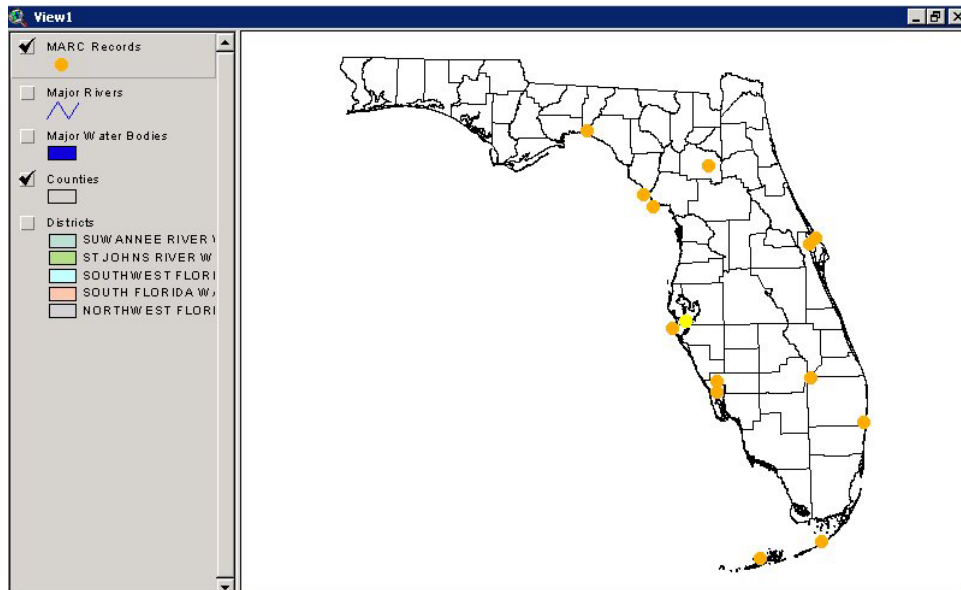 View1
MARC Records
Major Rivers
Major Water Bodies
Counties
Districts
SUWANNEE RIVER
ST JOHNS RIVER W
SOUTHWEST FLORI
SOUTH FLORIDA WA
NORTHWEST FLORI